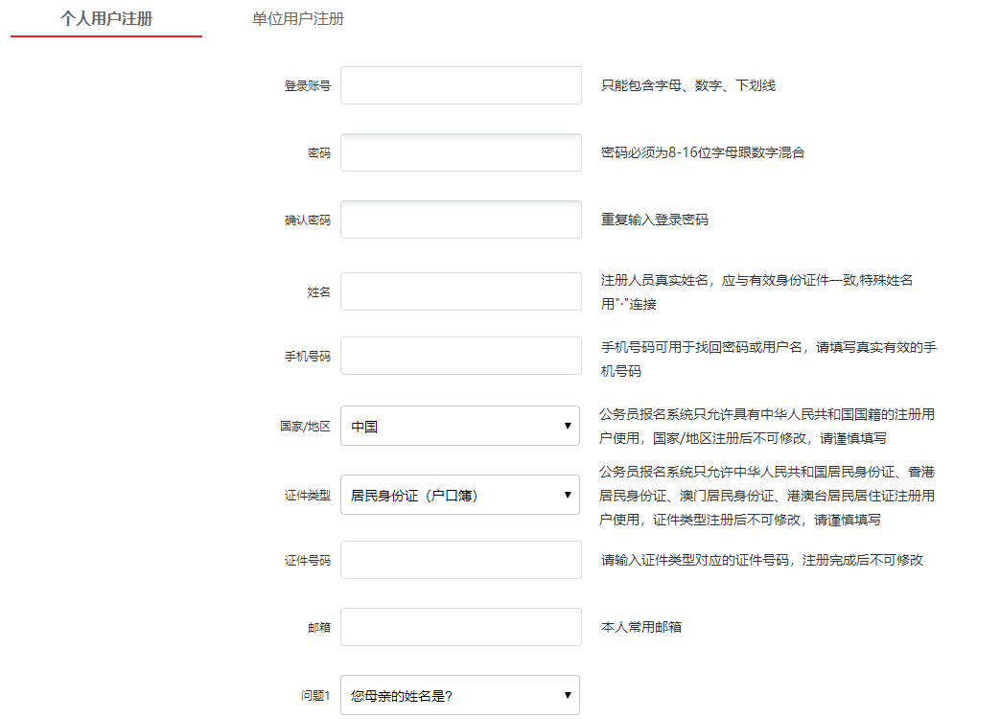 个人用户注册 单位用户注册
登录账号 只能包含字母、数字、下划线
密码 密码必须为8-16位字母跟数字混合
确认密码 重复输入登录密码
姓名 注册人员真实姓名，应与有效身份证件一致,特殊姓名
用"·"连接
手机号码 手机号码可用于找回密码或用户名，请填写真实有效的手
机号码
国家/地区 中国 公务员报名系统只允许具有中华人民共和国国籍的注册用
户使用，国家/地区注册后不可修改，请谨慎填写
证件类型 居民身份证（户口簿） 公务员报名系统只允许中华人民共和国居民身份证、香港
居民身份证、澳门居民身份证、港澳台居民居住证注册用
户使用，证件类型注册后不可修改，请谨慎填写
证件号码 请输入证件类型对应的证件号码，注册完成后不可修改
邮箱 本人常用邮箱
问题1 您母亲的姓名是?